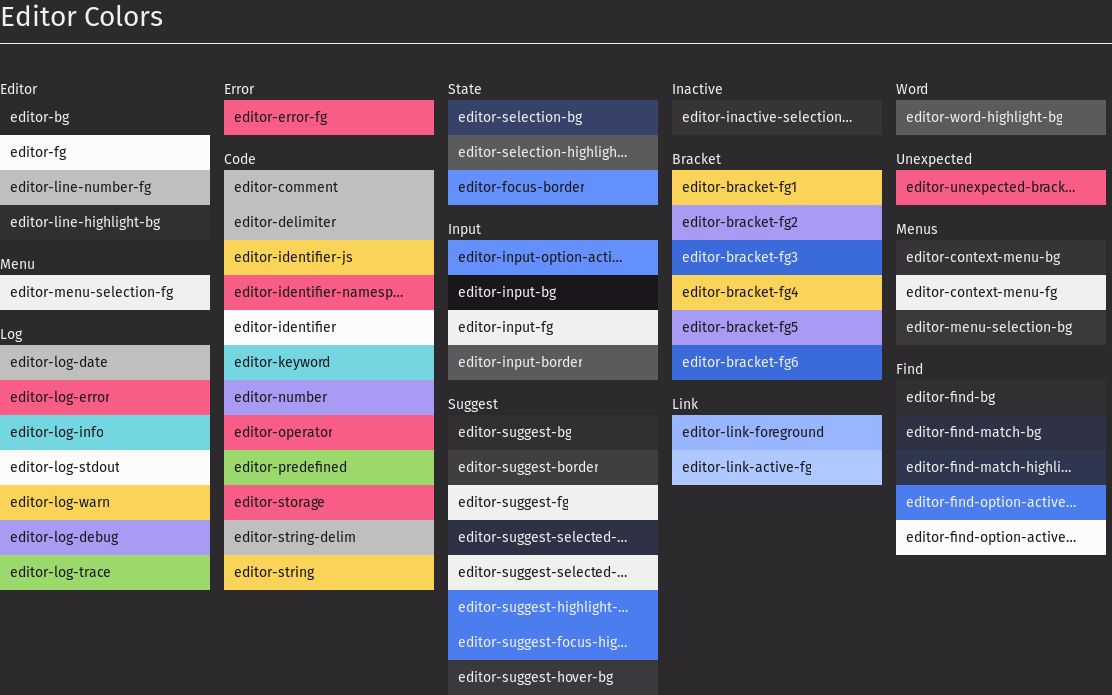 Editor Colors
Editor
editor-bg
editor-fg
editor-line-number-fg
editor-line-highlight-bg
Menu
editor-menu-selection-fg
Log
editor-log-date
editor-log-error
editor-log-info
editor-log-stdout
editor-log-warn
editor-log-debug
editor-log-trace
Error
editor-error-fg
Code
editor-comment
editor-delimiter
editor-identifier-js
editor-identifier-namesp...
editor-identifier
editor-keyword
editor-number
editor-operator
editor-predefined
editor-storage
editor-string-delim
editor-string
State
editor-selection-bg
editor-selection-highligh...
editor-focus-border
Input
editor-input-option-acti...
editor-input-bg
editor-input-fg
editor-input-border
Suggest
editor-suggest-bg
editor-suggest-border
editor-suggest-fg
editor-suggest-selected-...
editor-suggest-selected-...
editor-suggest-highlight-...
editor-suggest-focus-hig...
editor-suggest-hover-bg
Inactive
editor-inactive-selection...
Bracket
editor-bracket-fg1
editor-bracket-fg2
editor-bracket-fg3
editor-bracket-fg4
editor-bracket-fg5
editor-bracket-fg6
Link
editor-link-foreground
editor-link-active-fg
Word
editor-word-highlight-bg
Unexpected
editor-unexpected-brack...
Menus
editor-context-menu-bg
editor-context-menu-fg
editor-menu-selection-bg
Find
editor-find-bg
editor-find-match-bg
editor-find-match-highli...
editor-find-option-active...
editor-find-option-active...